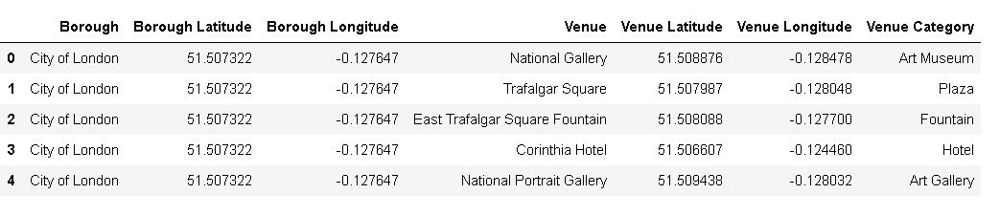 Borough Borough Latitude Borough Longitude Venue Venue Latitude Venue Longitude Venue Category
0 City of London 51.507322 -0.127647 National Gallery 51.508876 -0.128478 Art Museum
1 City of London 51.507322 -0.127647 Trafalgar Square 51.507987 -0.128048 Plaza
2 City of London 51.507322 -0.127647 East Trafalgar Square Fountain 51.508088 -0.127700 Fountain
3 City of London 51.507322 -0.127647 Corinthia Hotel 51.506607 -0.124460 Hotel
4 City of London 51.507322 -0.127647 National Portrait Gallery 51.509438 -0.128032 Art Gallery